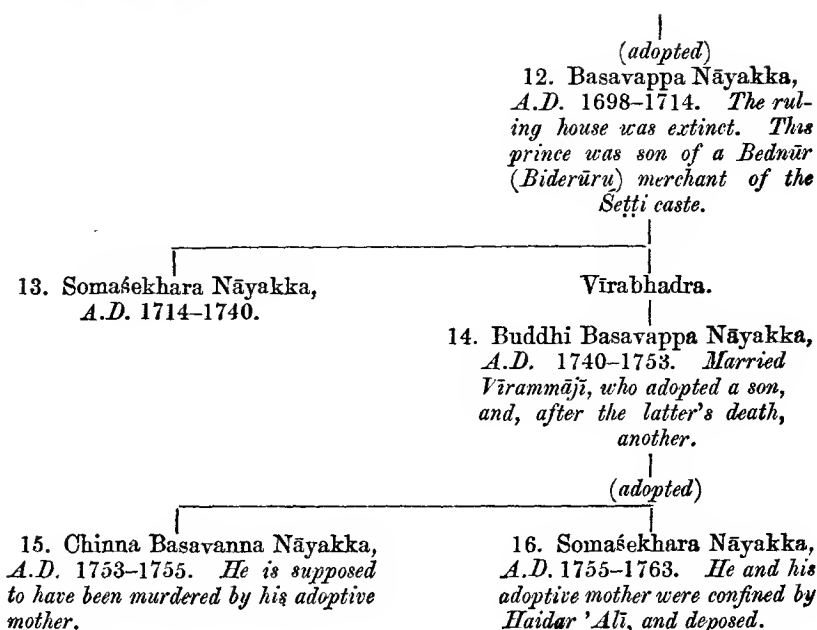 (adopted)
12. Basavappa Nāyakka,
A.D. 1698–1714. The rul-
ing house was extinct. This
prince was son of a Bednūr
(Biderūru) merchant of the
Śeṭṭi caste.
13. Somaśekhara Nāyakka,
A.D. 1714–1740.
Vīrabhadra.
14. Buddhi Basavappa Nāyakka,
A.D. 1740–1753. Married
Vīrammājī, who adopted a son,
and, after the latter's death,
another.
(adopted)
15. Chinna Basavanna Nāyakka,
A.D. 1753–1755. He is supposed
to have been murdered by his adoptive
mother.
16. Somaśekhara Nāyakka,
A.D. 1755–1763. He and his
adoptive mother were confined by
Haidar 'Alī, and deposed.